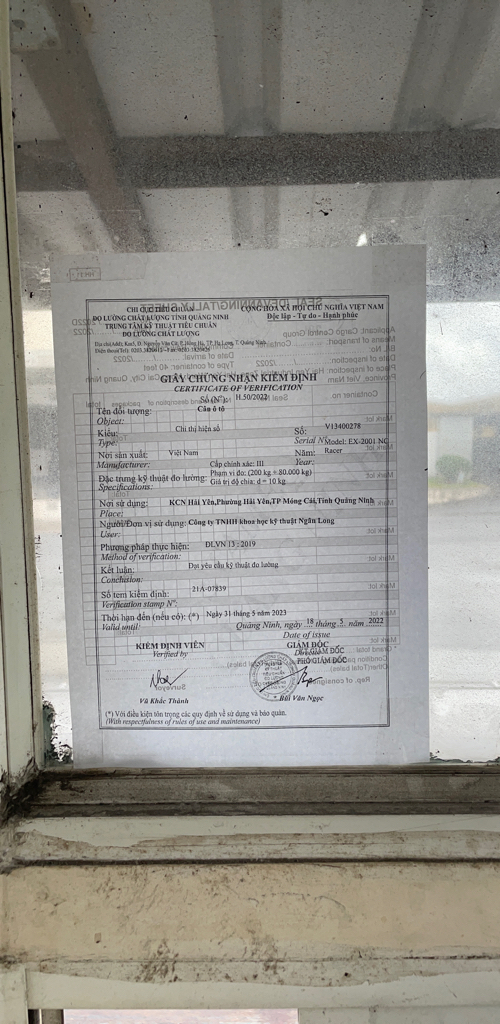 CHI CỤC TIÊU CHUẨN
ĐO LƯỜNG CHẤT LƯỢNG TỈNH QUẢNG NINH
TRUNG TÂM KỸ THUẬT TIÊU CHUẨN
ĐO LƯỜNG CHẤT LƯỢNG
CỘNG HOÀ XÃ HỘI CHỦ NGHĨA VIỆT NAM
Độc lập - Tự do - Hạnh phúc
GIẤY CHỨNG NHẬN KIỂM ĐỊNH
CERTIFICATE OF VERIFICATION
Số (N°): H.50/2022
Tên đối tượng: Cân ô tô
Object:
Kiểu: Chỉ thị hiện số Số: V13400278
Type: Serial N° Model: EX-2001 NC
Nơi sản xuất: Việt Nam Năm: Racer
Manufacturer: Year:
Cấp chính xác: III
Đặc trưng kỹ thuật đo lường: Phạm vi đo: (200 kg ÷ 80.000 kg)
Specifications: Giá trị độ chia: d = 10 kg
Nơi sử dụng: KCN Hải Yên,Phường Hải Yên,TP Móng Cái,Tỉnh Quảng Ninh
Place:
Người/Đơn vị sử dụng: Công ty TNHH khoa học kỹ thuật Ngân Long
User:
Phương pháp thực hiện: ĐLVN 13 : 2019
Method of verification:
Kết luận: Đạt yêu cầu kỹ thuật đo lường
Conclusion:
Số tem kiểm định: 21A-07839
Verification stamp N°:
Thời hạn đến (nếu có): (*) Ngày 31 tháng 5 năm 2023
Valid until:
Quảng Ninh, ngày 18 tháng 5 năm 2022
Date of issue
KIỂM ĐỊNH VIÊN
Verified by
GIÁM ĐỐC
Director
PHÓ GIÁM ĐỐC
Vũ Khắc Thành
Bùi Văn Ngọc
(*) Với điều kiện tôn trọng các quy định về sử dụng và bảo quản.
(With respectfulness of rules of use and maintenance)